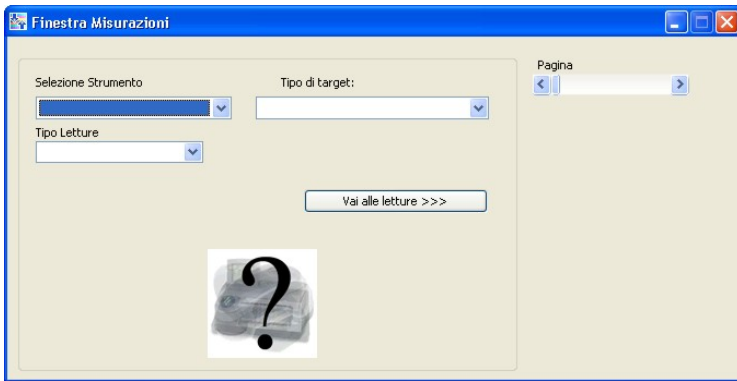 Finestra Misurazioni
Pagina
Selezione Strumento
Tipo di target:
Tipo Letture
Vai alle letture >>>
?